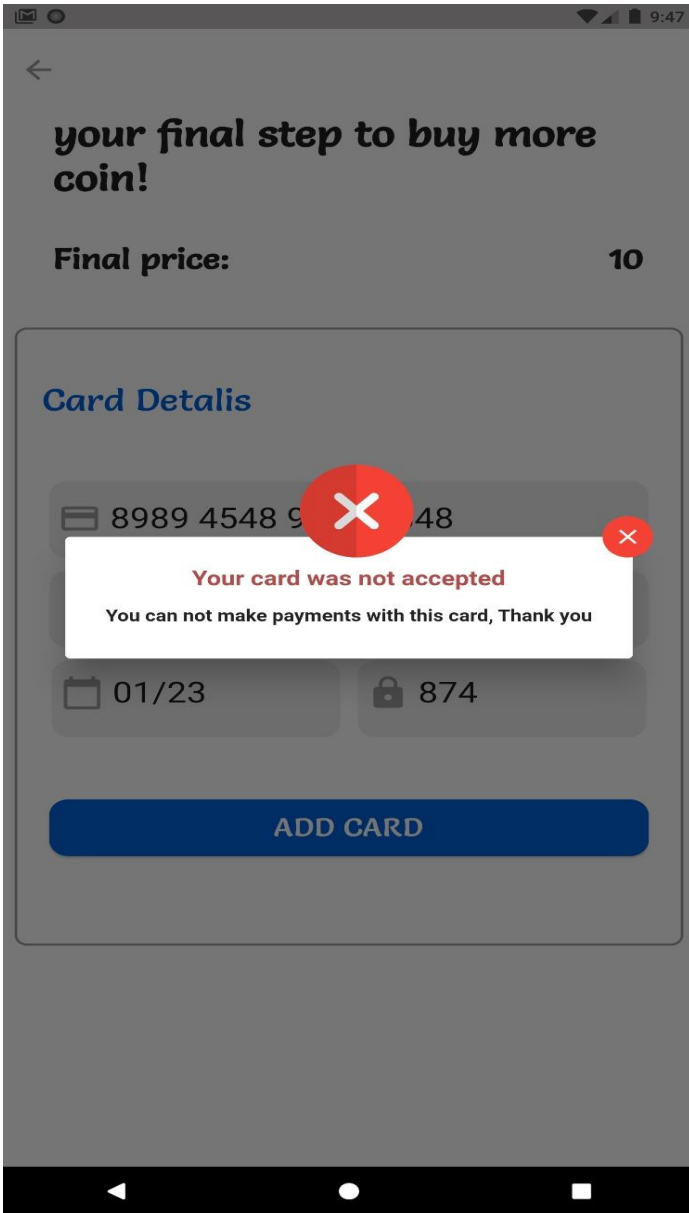 9:47
your final step to buy more
coin!
Final price: 10
Card Detalis
8989 4548 9 48
Your card was not accepted
You can not make payments with this card, Thank you
01/23 874
ADD CARD